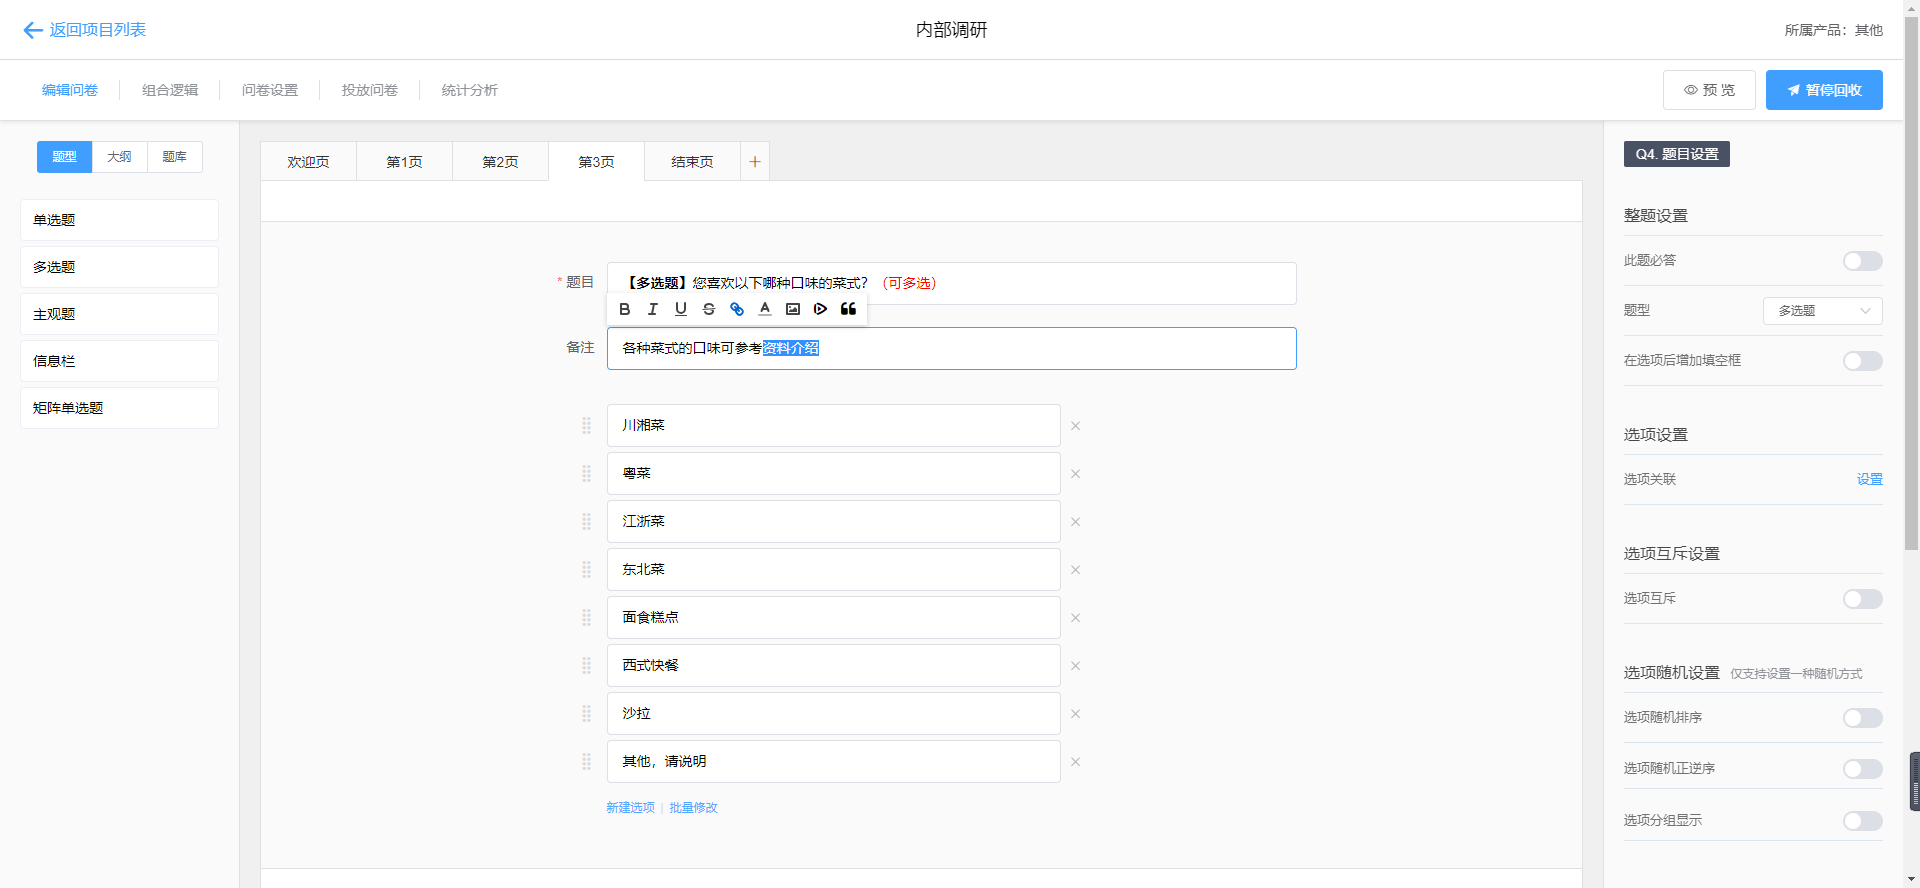 返回项目列表
内部调研
所属产品：其他
编辑问卷
组合逻辑
问卷设置
投放问卷
统计分析
预 览
暂停回收
题型
大纲
题库
单选题
多选题
主观题
信息栏
矩阵单选题
欢迎页
第1页
第2页
第3页
结束页
+
* 题目
【多选题】您喜欢以下哪种口味的菜式？（可多选）
B I U S A
备注
各种菜式的口味可参考资料介绍
川湘菜
粤菜
江浙菜
东北菜
面食糕点
西式快餐
沙拉
其他，请说明
新建选项 | 批量修改
Q4. 题目设置
整题设置
此题必答
题型
多选题
在选项后增加填空框
选项设置
选项关联
设置
选项互斥设置
选项互斥
选项随机设置 仅支持设置一种随机方式
选项随机排序
选项随机正逆序
选项分组显示